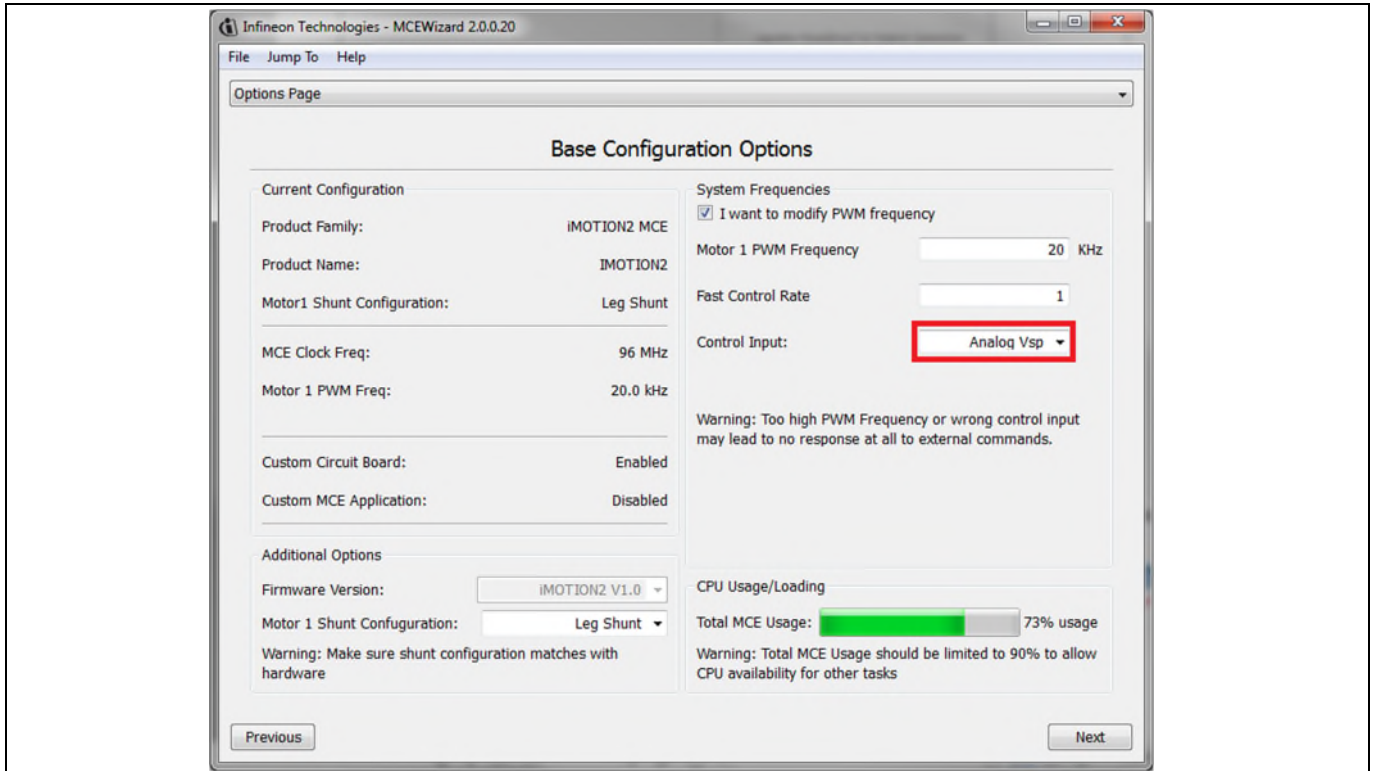 Infineon Technologies - MCEWizard 2.0.0.20
File Jump To Help
Options Page
Base Configuration Options
Current Configuration
Product Family: iMOTION2 MCE
Product Name: IMOTION2
Motor1 Shunt Configuration: Leg Shunt
MCE Clock Freq: 96 MHz
Motor 1 PWM Freq: 20.0 kHz
Custom Circuit Board: Enabled
Custom MCE Application: Disabled
Additional Options
Firmware Version: iMOTION2 V1.0
Motor 1 Shunt Confuguration: Leg Shunt
Warning: Make sure shunt configuration matches with
hardware
System Frequencies
I want to modify PWM frequency
Motor 1 PWM Frequency 20 KHz
Fast Control Rate 1
Control Input: Analog Vsp
Warning: Too high PWM Frequency or wrong control input
may lead to no response at all to external commands.
CPU Usage/Loading
Total MCE Usage: 73% usage
Warning: Total MCE Usage should be limited to 90% to allow
CPU availability for other tasks
Previous Next